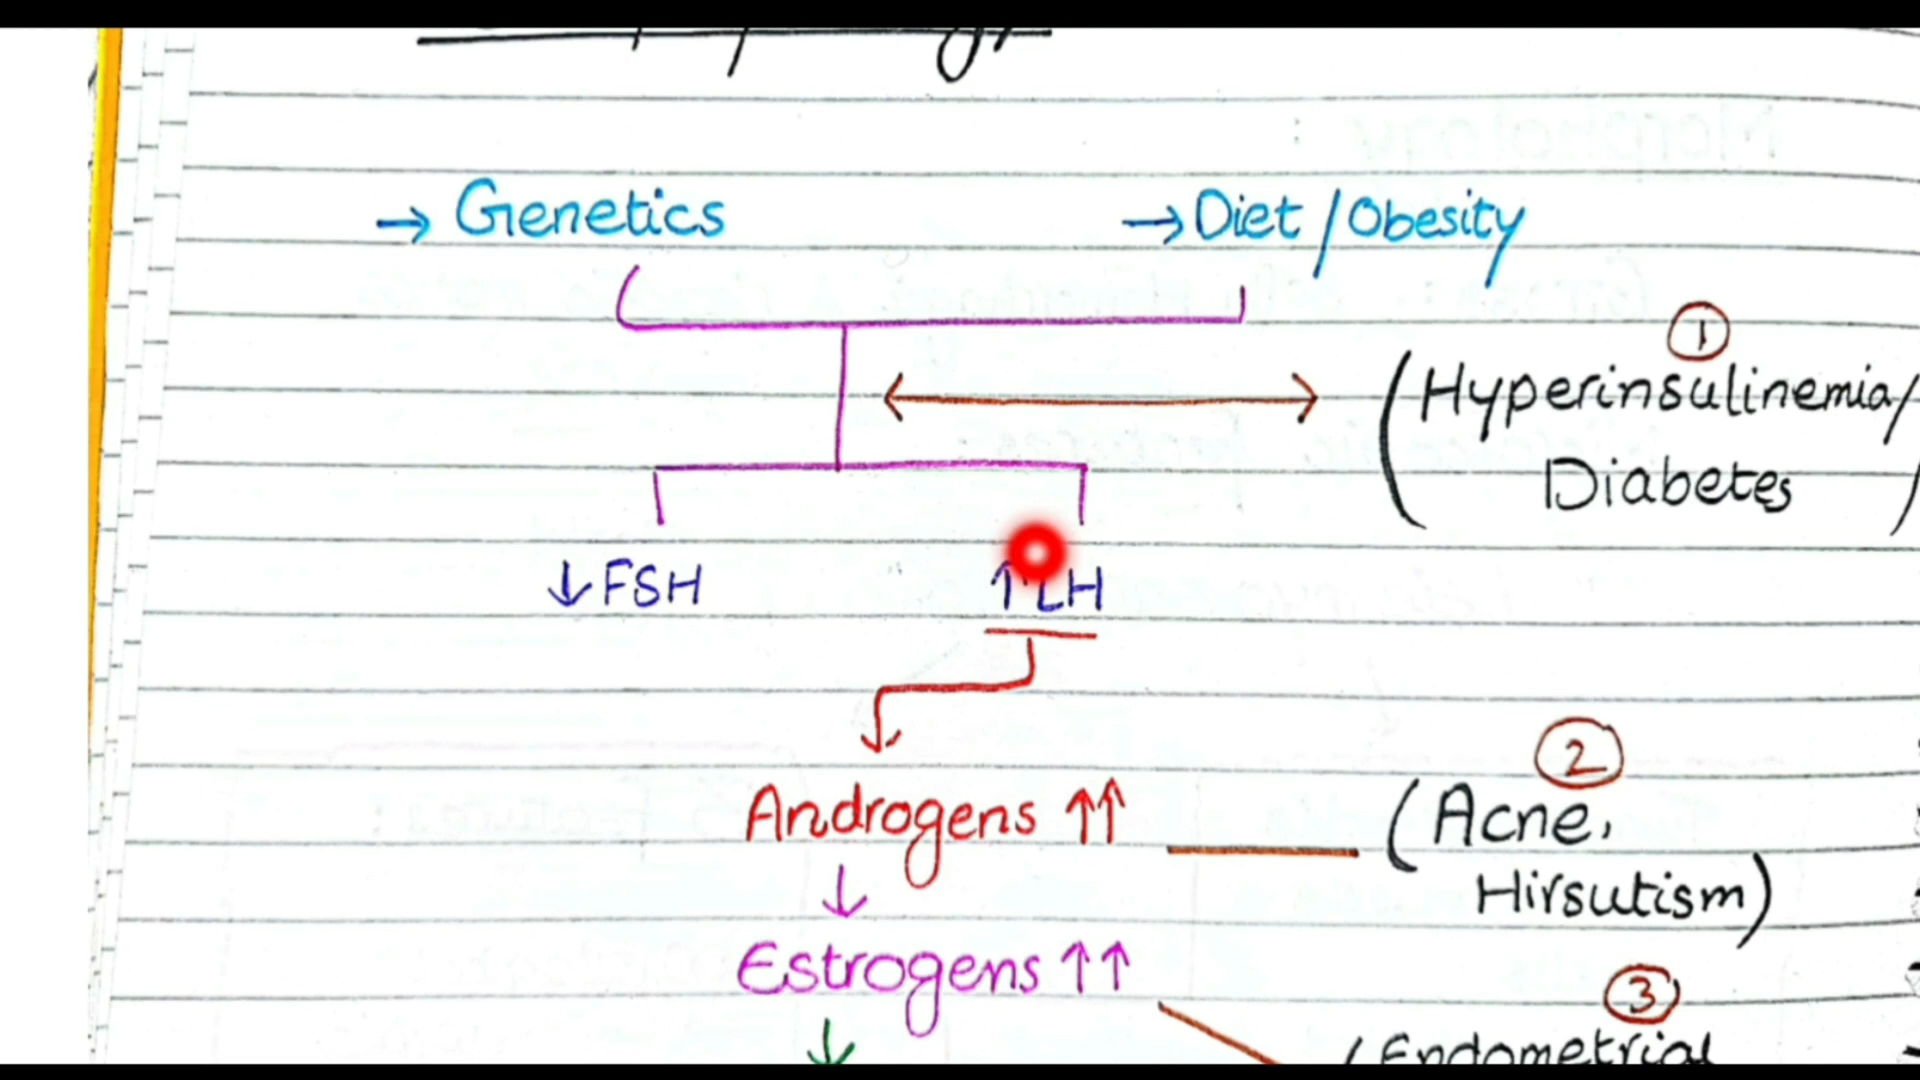 → Genetics → Diet / Obesity
①
(Hyperinsulinemia/
Diabetes
↓ FSH ↑ LH
Androgens ↑↑
②
(Acne,
Hirsutism)
Estrogens ↑↑
③
(Endometrial